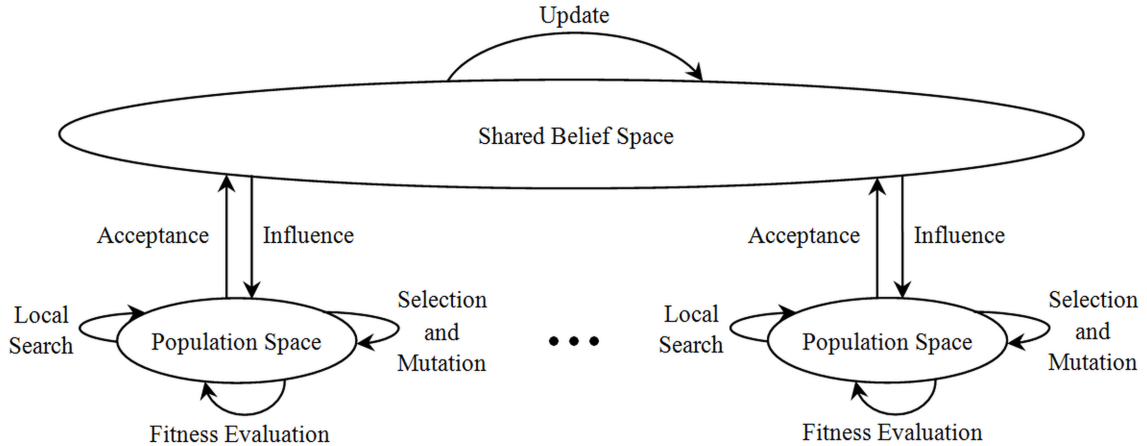 Update
Shared Belief Space
Acceptance
Influence
Acceptance
Influence
Local
Search
Population Space
Selection
and
Mutation
Fitness Evaluation
Local
Search
Population Space
Selection
and
Mutation
Fitness Evaluation